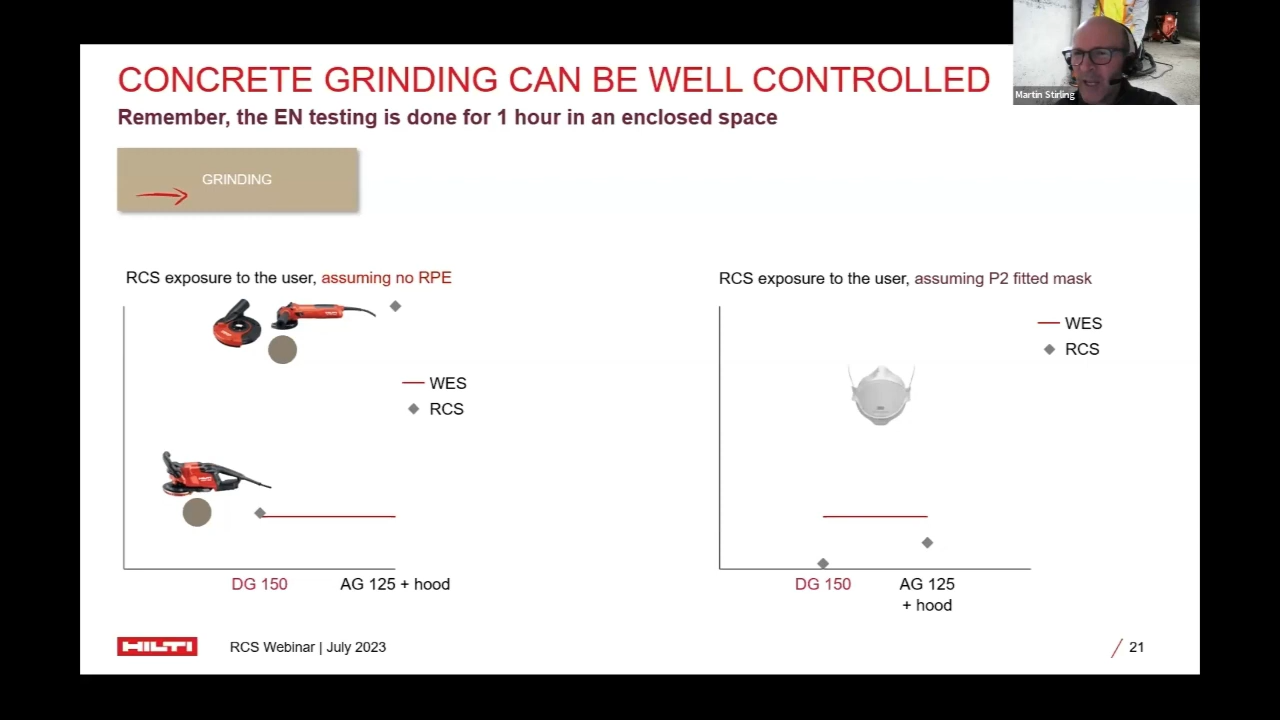 CONCRETE GRINDING CAN BE WELL CONTROLLED
Martin Stirling
Remember, the EN testing is done for 1 hour in an enclosed space
GRINDING
RCS exposure to the user, assuming no RPE
WES
RCS
DG 150
AG 125 + hood
RCS exposure to the user, assuming P2 fitted mask
WES
RCS
DG 150
AG 125
+ hood
HILTI
RCS Webinar | July 2023
21